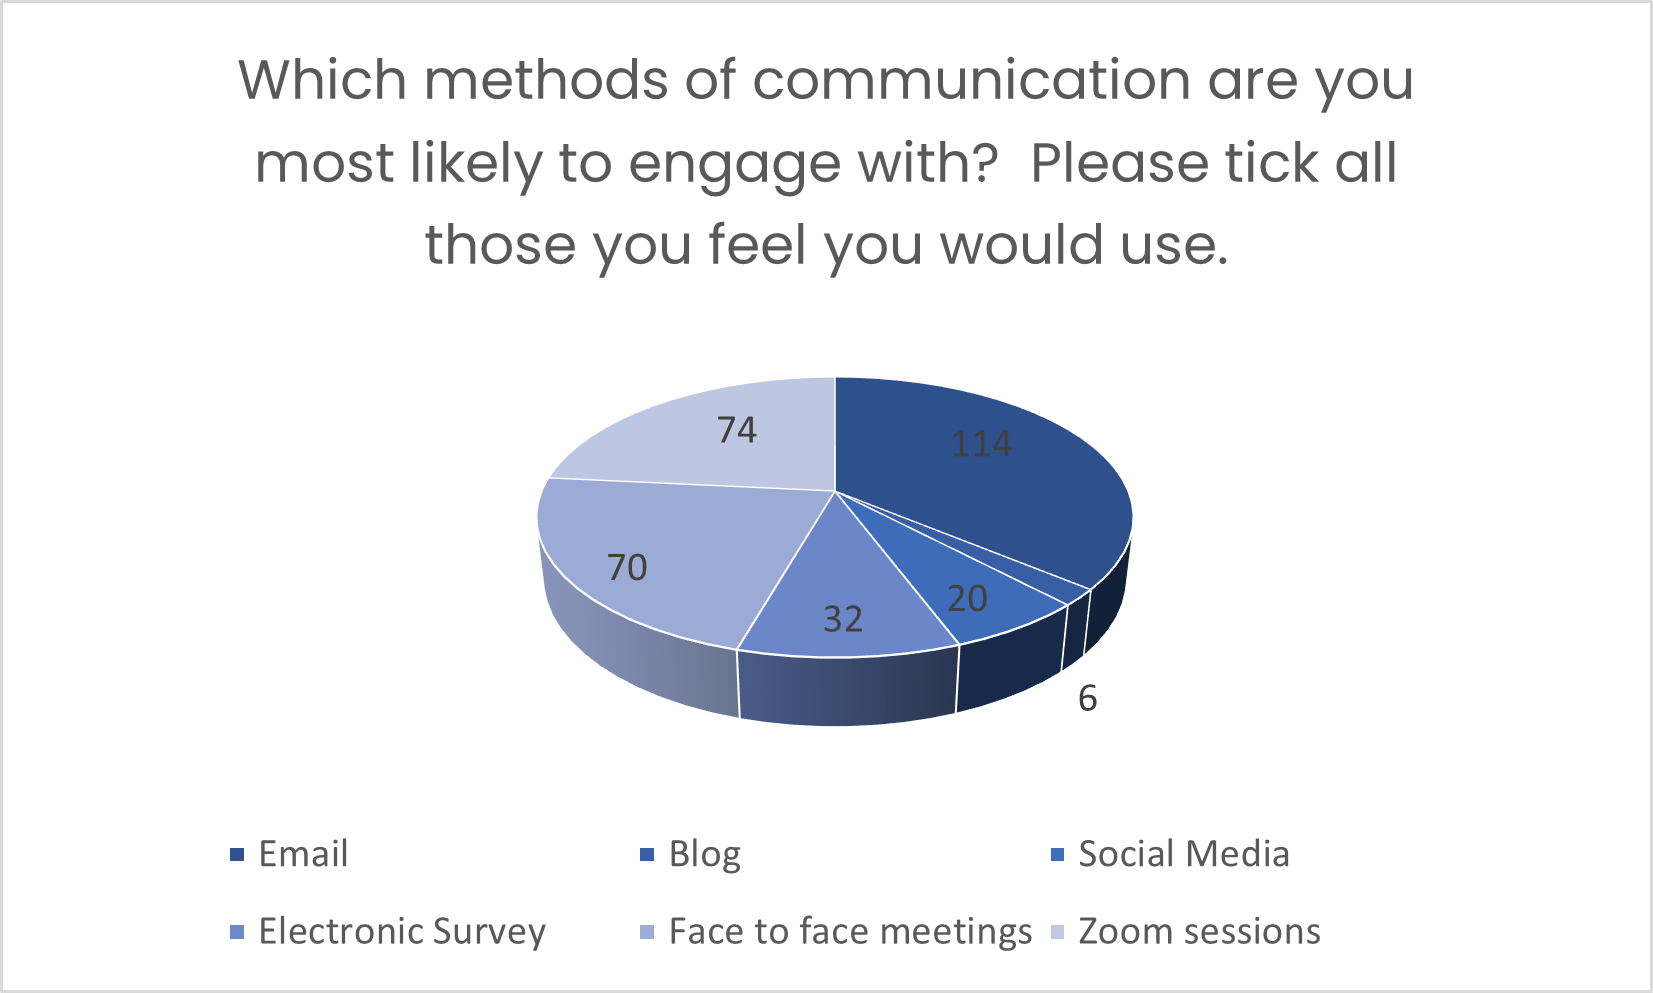 Which methods of communication are you
most likely to engage with?  Please tick all
those you feel you would use.
74
114
70
32
20
6
Email
Blog
Social Media
Electronic Survey
Face to face meetings
Zoom sessions